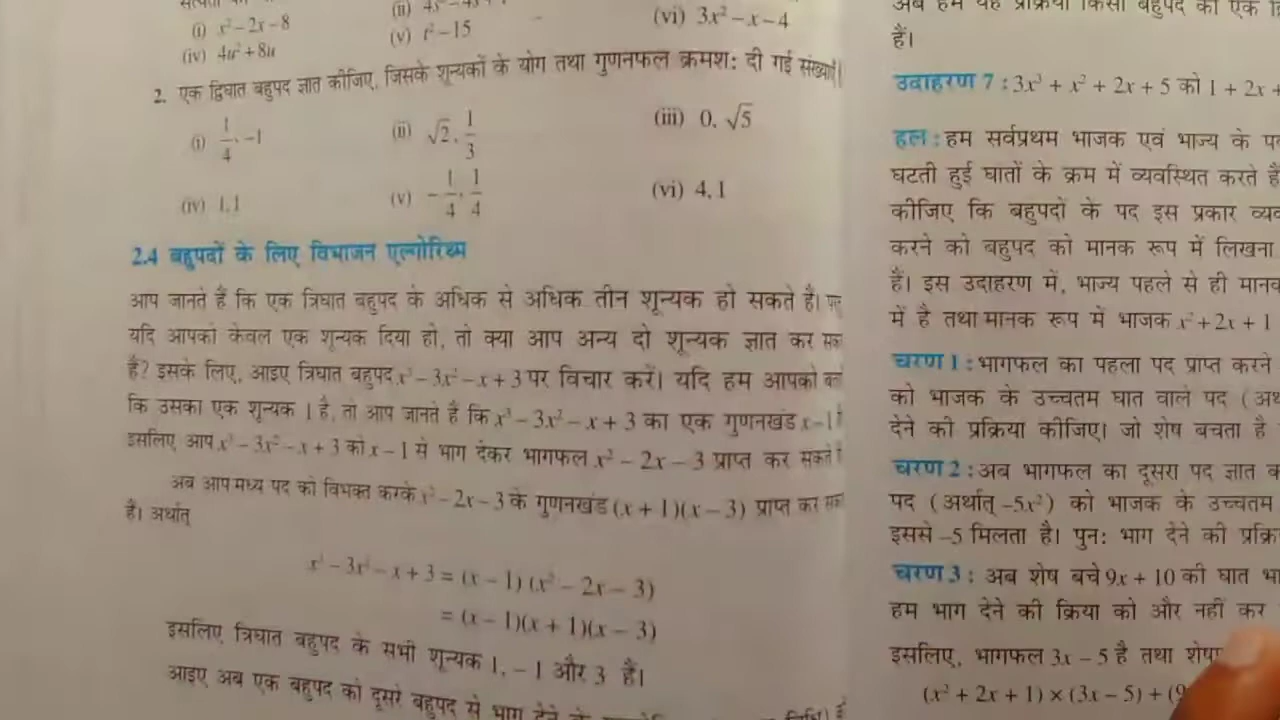 (i) x² – 2x – 8
(ii)
(iv) 4u² + 8u
(v) t² – 15
(vi) 3x² – x – 4
2. एक द्विघात बहुपद ज्ञात कीजिए, जिसके शून्यकों के योग तथा गुणनफल क्रमश: दी गई संख्याएँ
(i) 1/4, –1
(ii) √2, 1/3
(iii) 0, √5
(iv) 1, 1
(v) –1/4, 1/4
(vi) 4, 1
2.4 बहुपदों के लिए विभाजन एल्गोरिथ्म
आप जानते हैं कि एक त्रिघात बहुपद के अधिक से अधिक तीन शून्यक हो सकते हैं।
यदि आपको केवल एक शून्यक दिया हो, तो क्या आप अन्य दो शून्यक ज्ञात कर
हैं? इसके लिए, आइए त्रिघात बहुपद x³ – 3x² – x + 3 पर विचार करें। यदि हम आपको
कि उसका एक शून्यक 1 है, तो आप जानते हैं कि x³ – 3x² – x + 3 का एक गुणनखंड x – 1
इसलिए आप x³ – 3x² – x + 3 को x – 1 से भाग देकर भागफल x² – 2x – 3 प्राप्त कर सकते
अब आप मध्य पद को विभक्त करके x² – 2x – 3 के गुणनखंड (x + 1)(x – 3) प्राप्त कर
हैं। अर्थात्
x³ – 3x² – x + 3 = (x – 1) (x² – 2x – 3)
= (x – 1)(x + 1)(x – 3)
इसलिए त्रिघात बहुपद के सभी शून्यक 1, – 1 और 3 हैं।
आइए अब एक बहुपद को दूसरे बहुपद से भाग देने
अब हम यह प्रक्रिया किसी बहुपद को एक
हैं।
उदाहरण 7 : 3x³ + x² + 2x + 5 को 1 + 2x +
हल : हम सर्वप्रथम भाजक एवं भाज्य के
घटती हुई घातों के क्रम में व्यवस्थित करते
कीजिए कि बहुपदों के पद इस प्रकार
करने को बहुपद को मानक रूप में लिखना
हैं। इस उदाहरण में, भाज्य पहले से ही
में है तथा मानक रूप में भाजक x² + 2x + 1
चरण 1 : भागफल का पहला पद प्राप्त करने
को भाजक के उच्चतम घात वाले पद
देने की प्रक्रिया कीजिए। जो शेष बचता है
चरण 2 : अब भागफल का दूसरा पद ज्ञात
पद (अर्थात् –5x²) को भाजक के उच्चतम
इससे –5 मिलता है। पुन: भाग देने की
चरण 3 : अब शेष बचे 9x + 10 की घात
हम भाग देने की क्रिया को और नहीं कर
इसलिए, भागफल 3x – 5 है तथा
(x² + 2x + 1) × (3x – 5) + (9